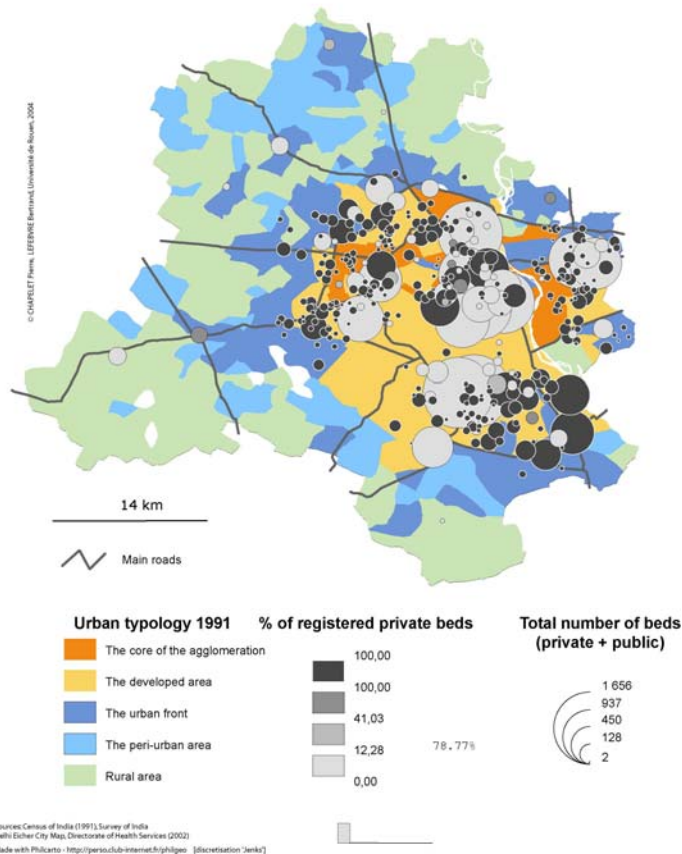 © CHAPELET Pierre, LEFEBVRE Bertrand, Université de Rouen, 2004
14 km
Main roads
Urban typology 1991
The core of the agglomeration
The developed area
The urban front
The peri-urban area
Rural area
% of registered private beds
100,00
100,00
41,03
12,28
0,00
78.77%
Total number of beds
(private + public)
1 656
937
450
128
2
ources:Census of India (1991),Survey of India
elhi Eicher City Map, Directorate of Health Services (2002)
ade with Philcarto - http://perso.club-internet.fr/philgeo [discretisation 'Jenks']